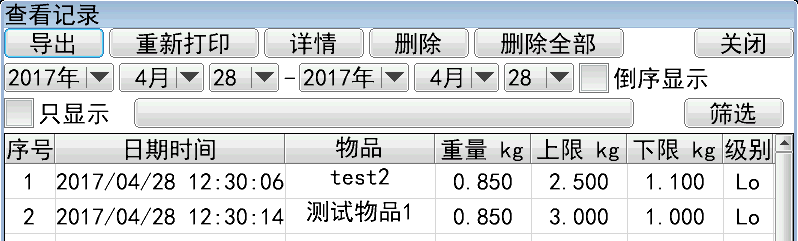 查看记录
导出 重新打印 详情 删除 删除全部 关闭
2017年 4月 28 - 2017年 4月 28 倒序显示
只显示 筛选
序号 日期时间 物品 重量 kg 上限 kg 下限 kg 级别
1 2017/04/28 12:30:06 test2 0.850 2.500 1.100 Lo
2 2017/04/28 12:30:14 测试物品1 0.850 3.000 1.000 Lo